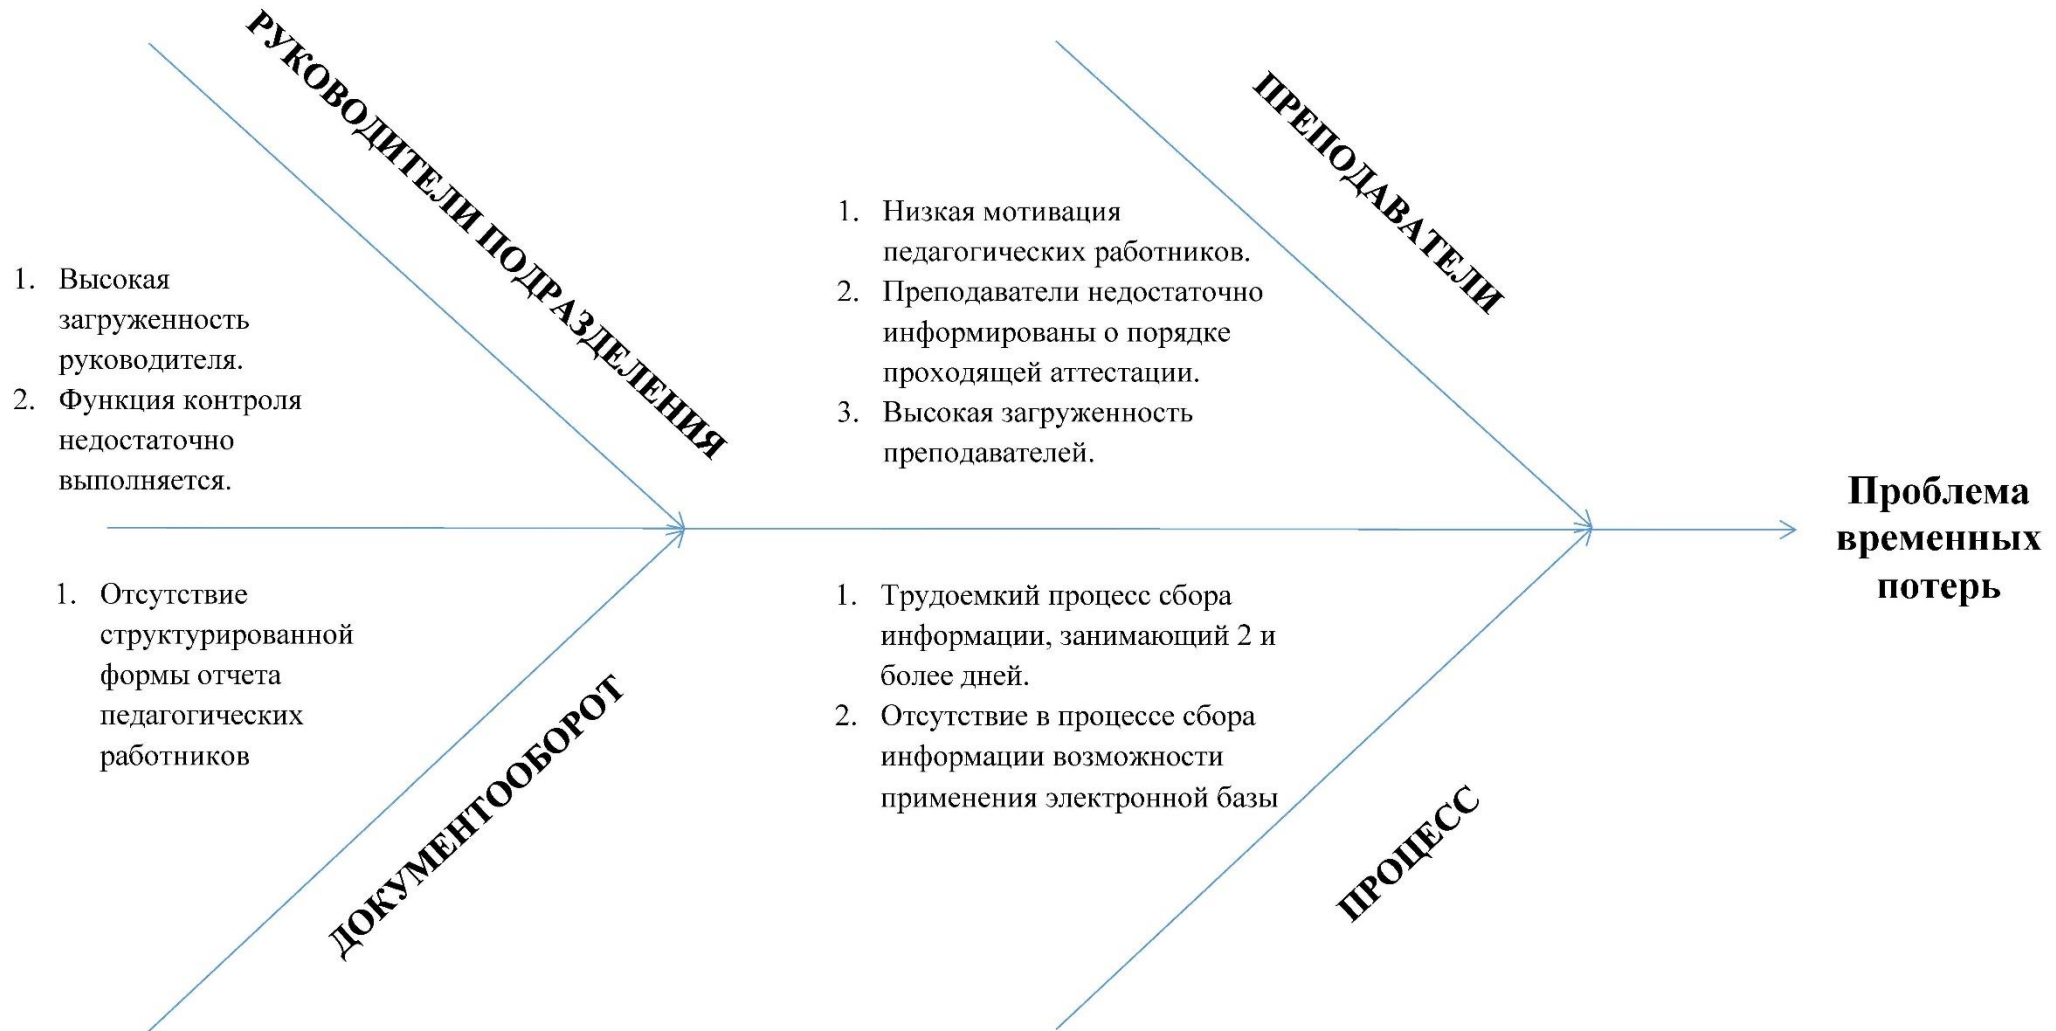 РУКОВОДИТЕЛИ ПОДРАЗДЕЛЕНИЯ
1. Высокая
загруженность
руководителя.
2. Функция контроля
недостаточно
выполняется.
ПРЕПОДАВАТЕЛИ
1. Низкая мотивация
педагогических работников.
2. Преподаватели недостаточно
информированы о порядке
проходящей аттестации.
3. Высокая загруженность
преподавателей.
Проблема
временных
потерь
1. Отсутствие
структурированной
формы отчета
педагогических
работников
ДОКУМЕНТООБОРОТ
1. Трудоемкий процесс сбора
информации, занимающий 2 и
более дней.
2. Отсутствие в процессе сбора
информации возможности
применения электронной базы
ПРОЦЕСС